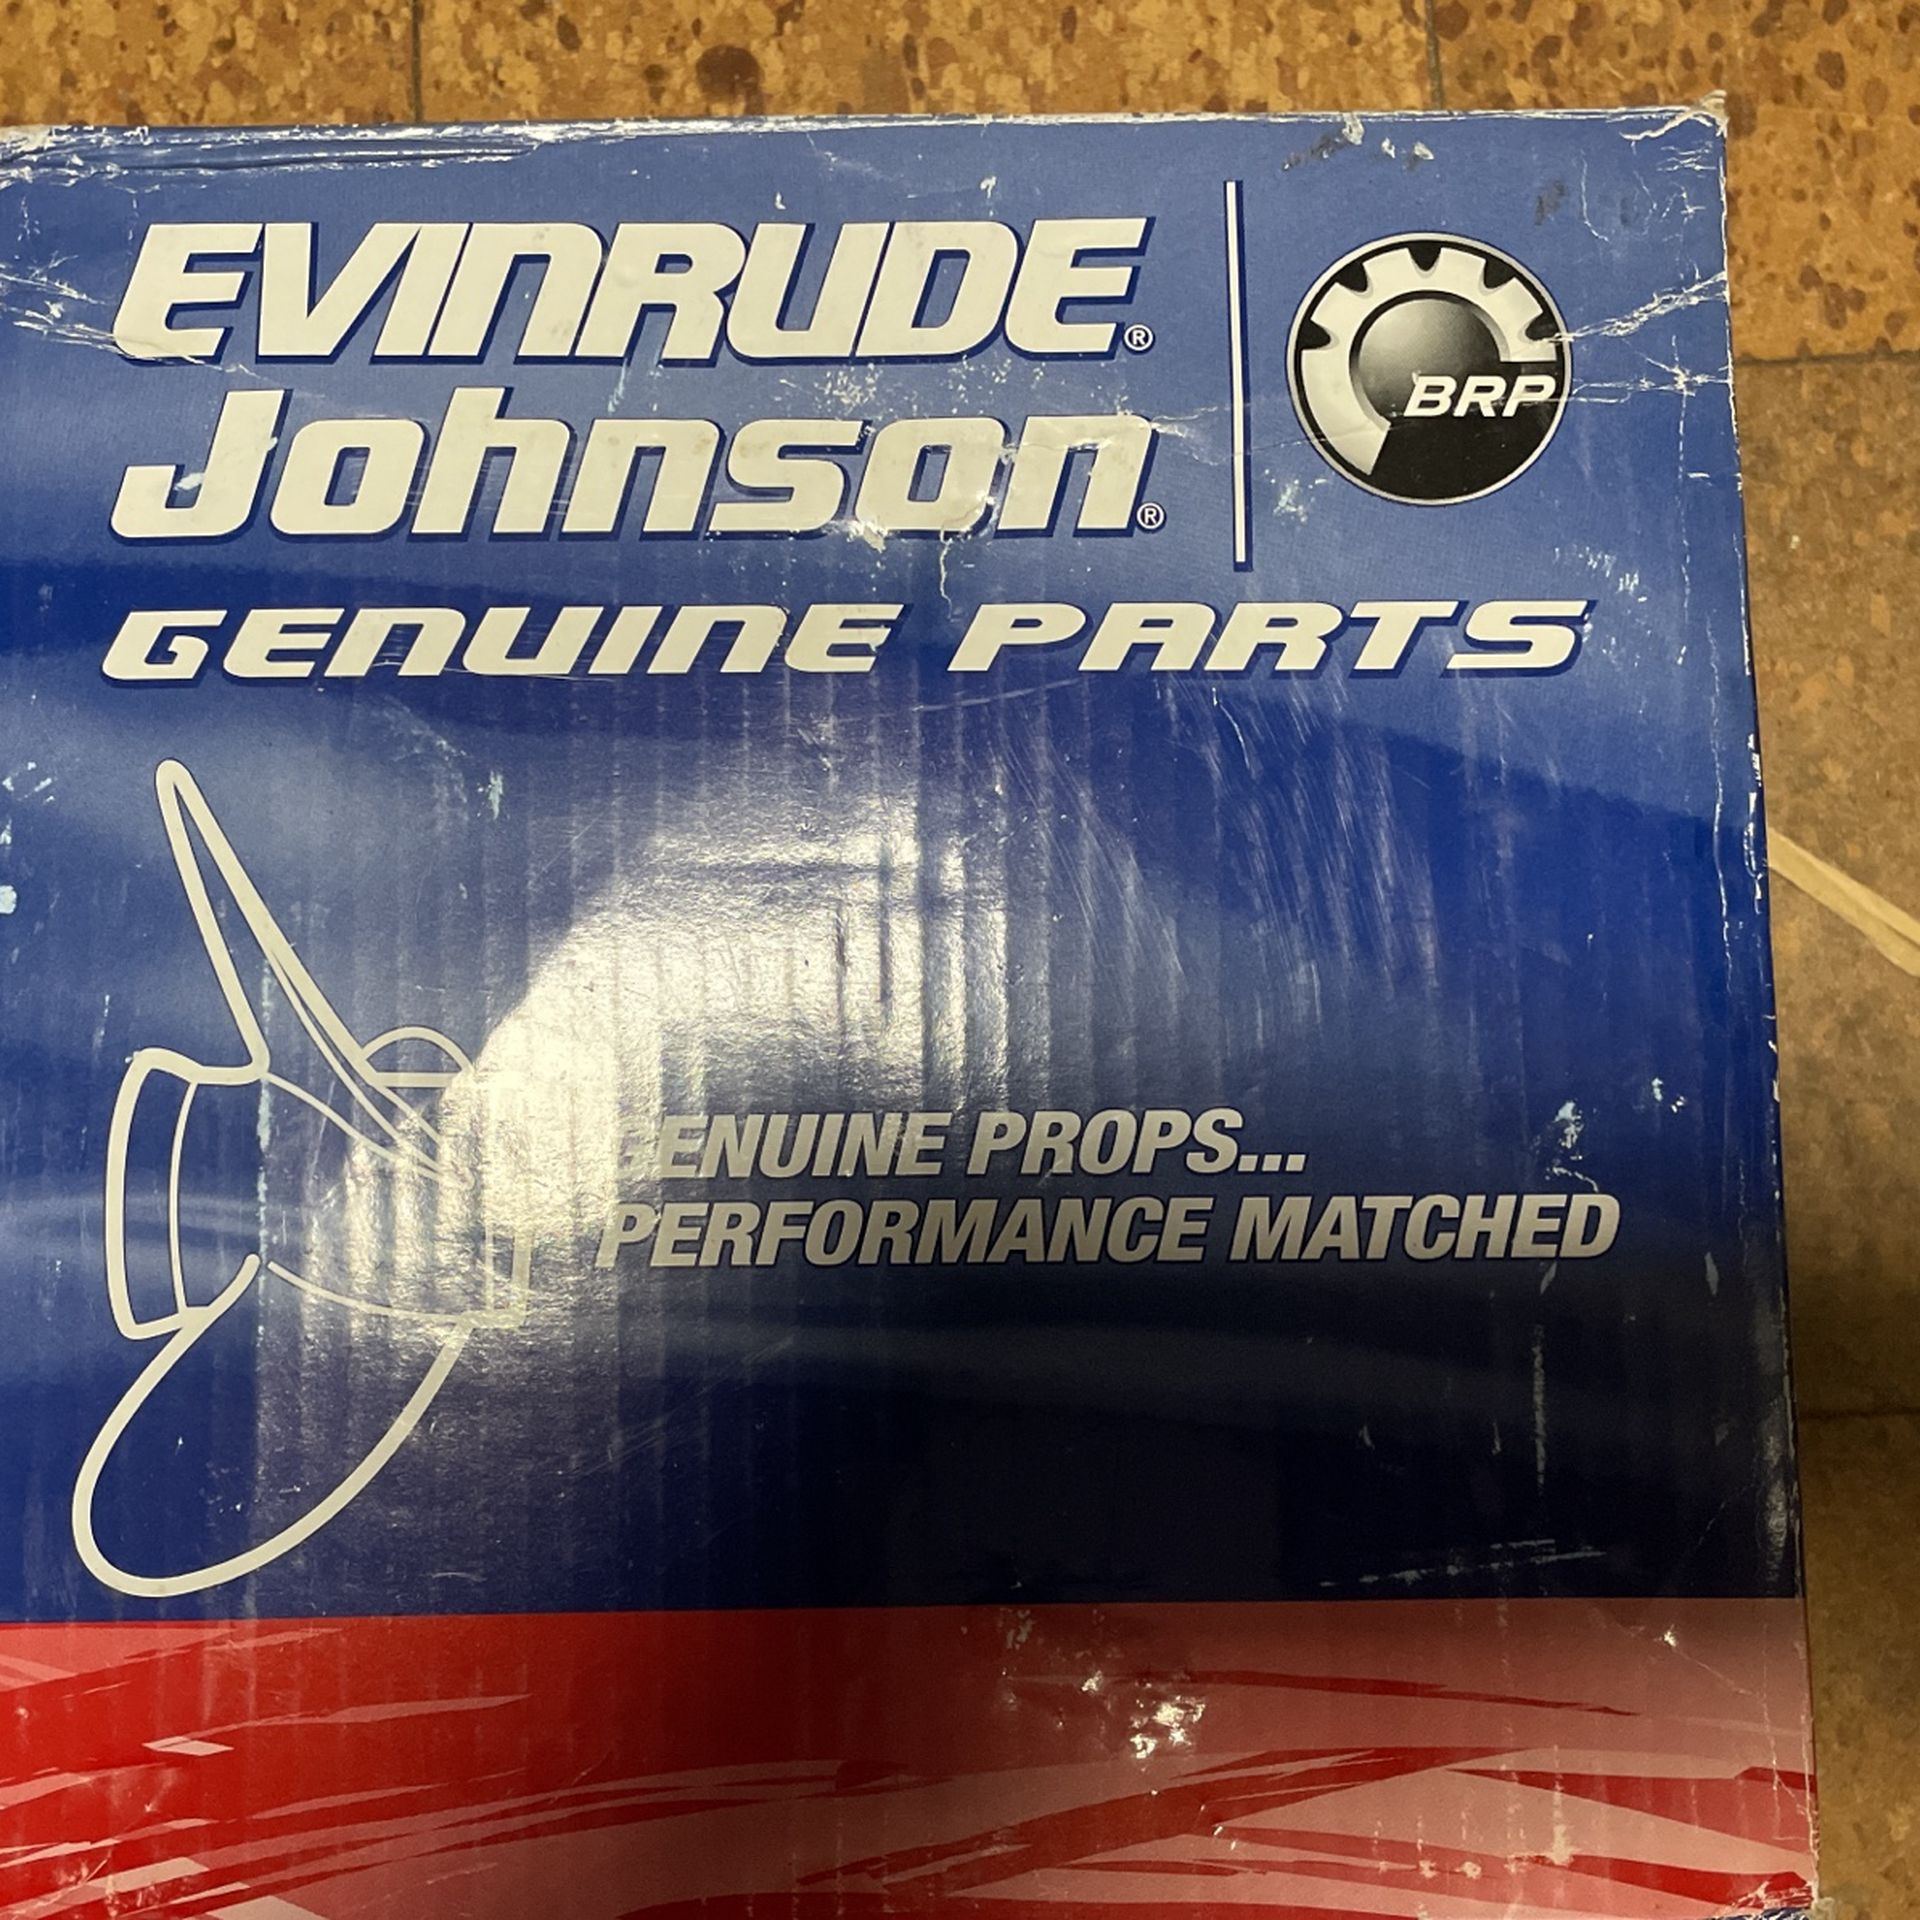 EVINRUDE®
Johnson®
BRP
GENUINE PARTS
GENUINE PROPS...
PERFORMANCE MATCHED